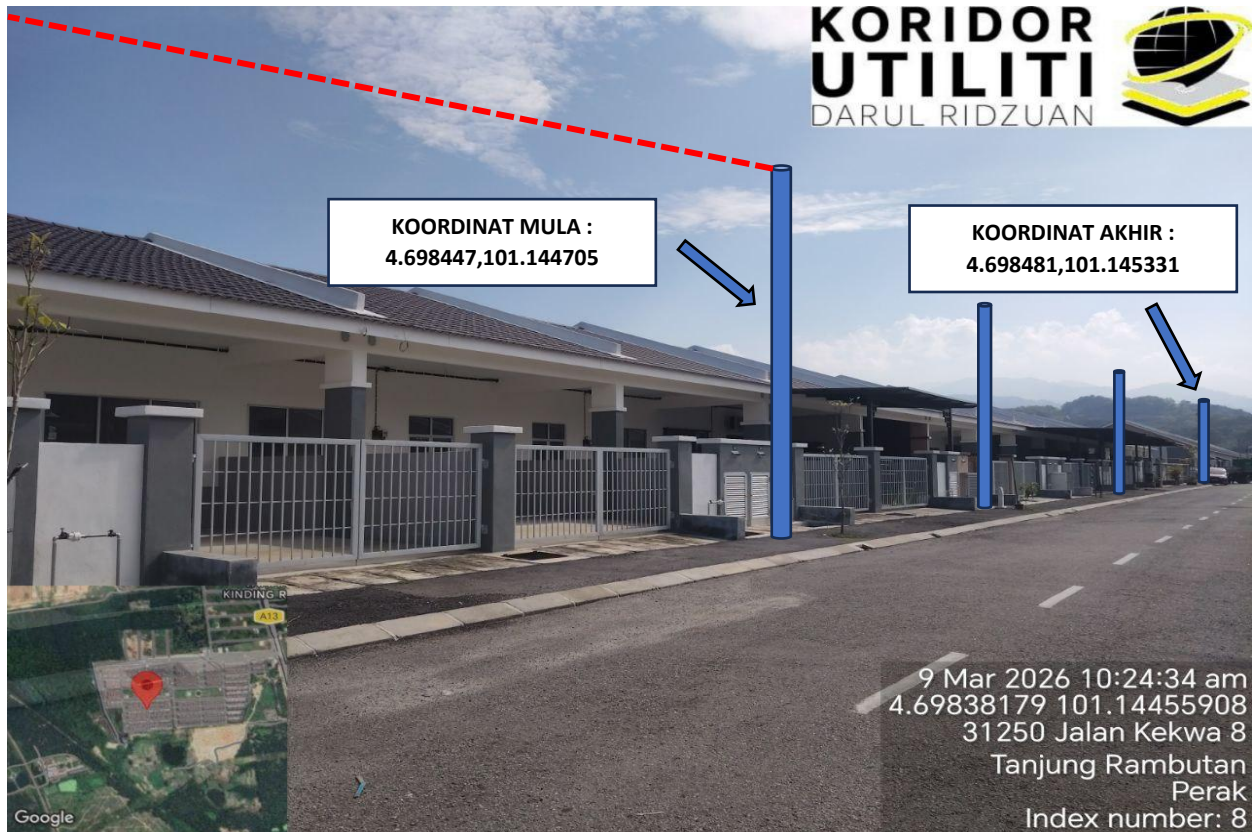 KORIDOR
UTILITI
DARUL RIDZUAN
KOORDINAT MULA :
4.698447,101.144705
KOORDINAT AKHIR :
4.698481,101.145331
KINDING R
A13
Google
9 Mar 2026 10:24:34 am
4.69838179 101.14455908
31250 Jalan Kekwa 8
Tanjung Rambutan
Perak
Index number: 8